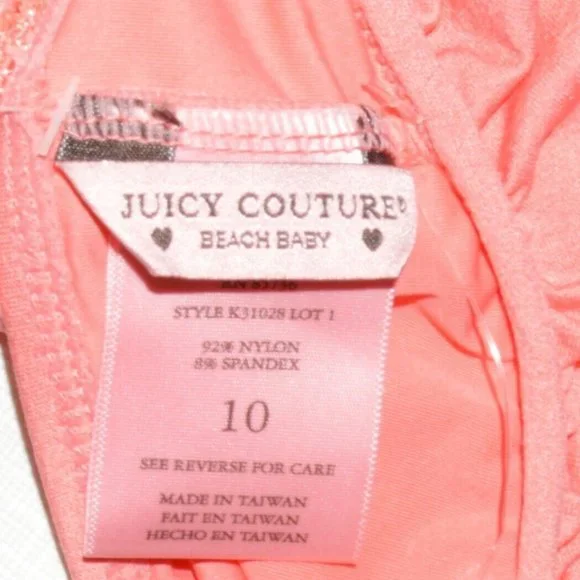 JUICY COUTURE®
♥ BEACH BABY ♥
STYLE K31028 LOT 1
92% NYLON
8% SPANDEX
10
SEE REVERSE FOR CARE
MADE IN TAIWAN
FAIT EN TAIWAN
HECHO EN TAIWAN